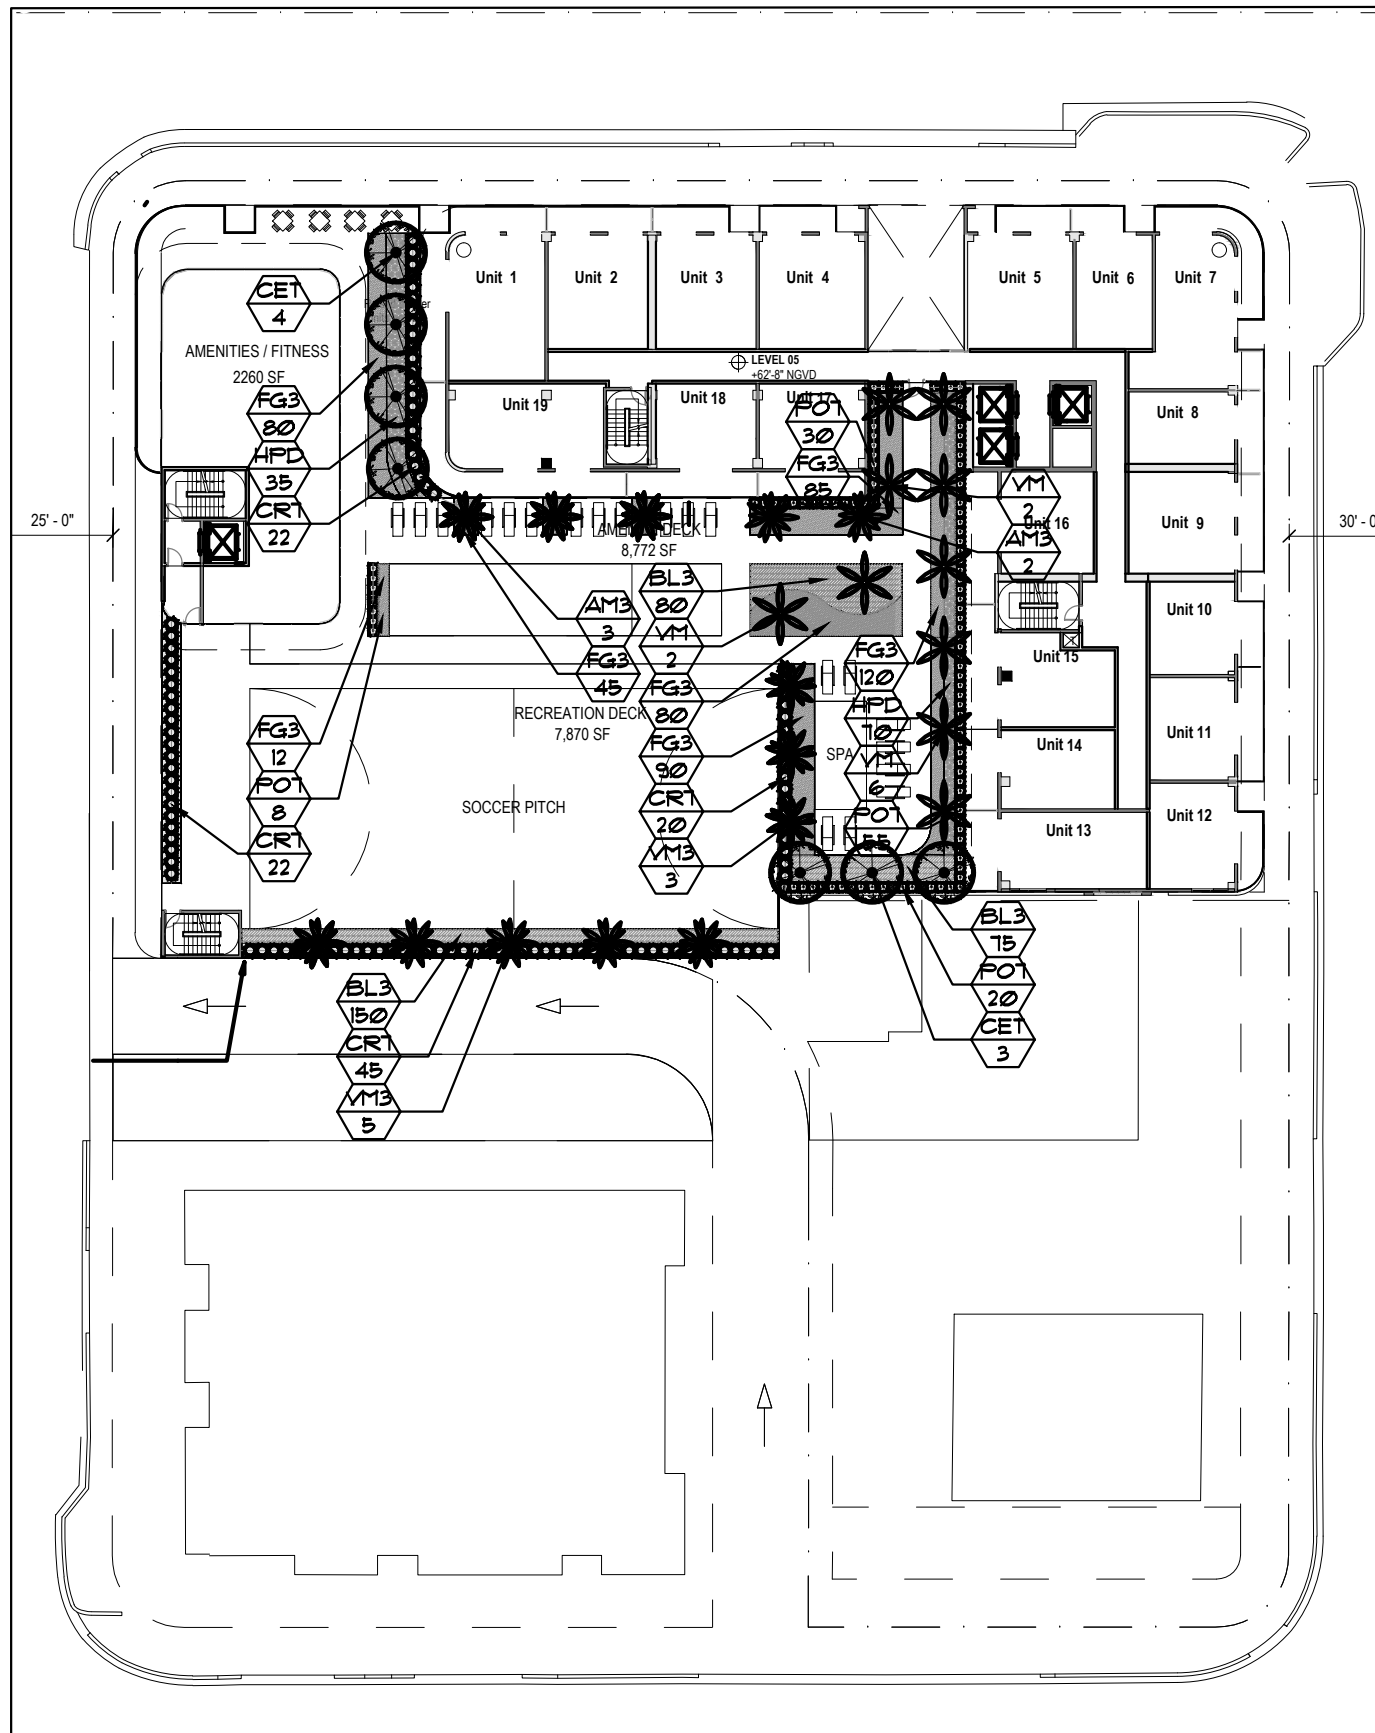 Unit 1
Unit 2
Unit 3
Unit 4
Unit 5
Unit 6
Unit 7
CET
4
AMENITIES / FITNESS
2260 SF
LEVEL 05
+62'-8" NGVD
FG3
80
HPD
35
CRT
22
Unit 19
Unit 18
Unit 17
POT
30
FG3
85
Unit 8
VM
2
Unit 16
AM3
2
Unit 9
25' - 0"
AMENITY DECK
8,772 SF
BL3
80
VM
2
FG3
80
FG3
90
CRT
20
VM3
3
AM3
3
FG3
45
Unit 10
Unit 15
FG3
120
HPD
70
VM
6
POT
55
RECREATION DECK
7,870 SF
SPA
Unit 11
Unit 14
FG3
12
POT
8
CRT
22
SOCCER PITCH
Unit 13
Unit 12
BL3
75
POT
20
CET
3
BL3
150
CRT
45
VM3
5